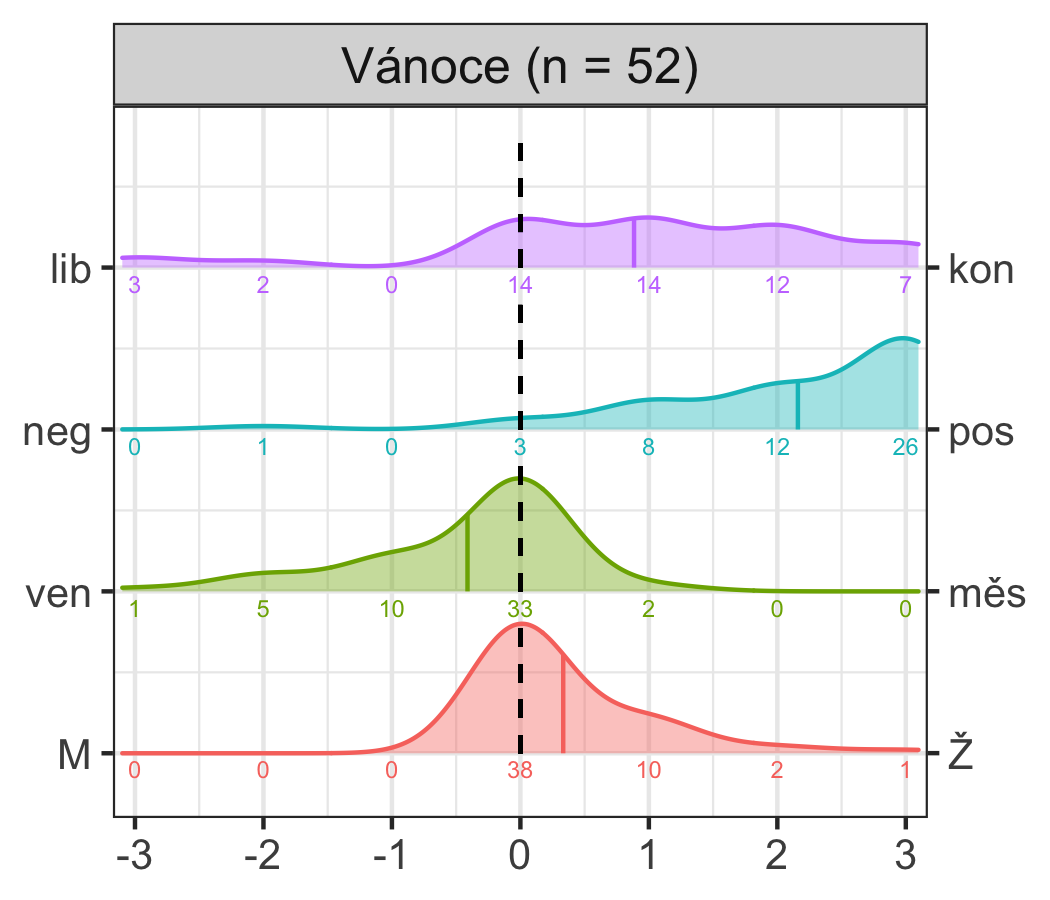 Vánoce (n = 52)
lib kon
3 2 0 14 14 12 7
neg pos
0 1 0 3 8 12 26
ven měs
1 5 10 33 2 0 0
M Ž
0 0 0 38 10 2 1
-3 -2 -1 0 1 2 3